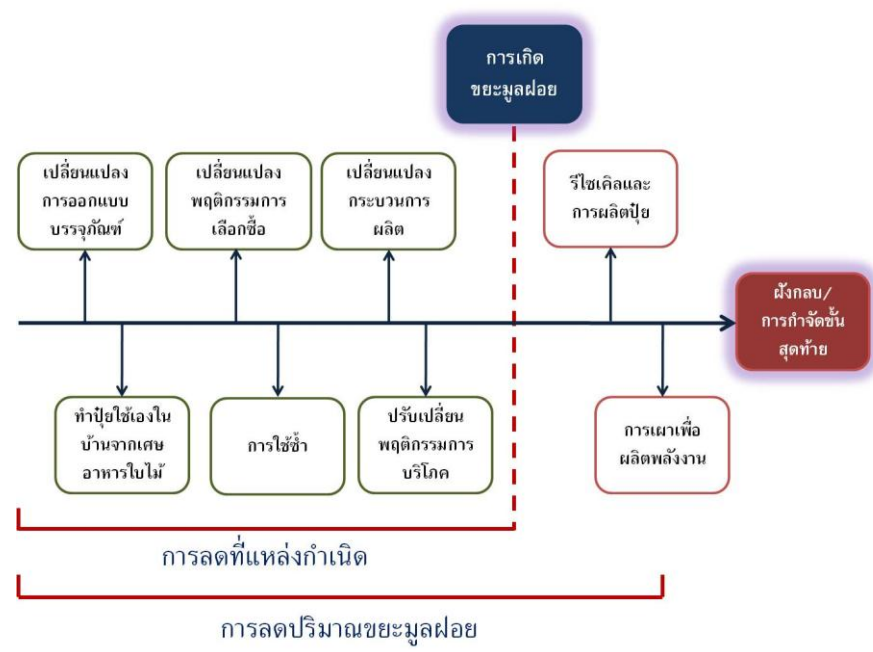 การเกิด
ขยะมูลฝอย
เปลี่ยนแปลง
การออกแบบ
บรรจุภัณฑ์
เปลี่ยนแปลง
พฤติกรรมการ
เลือกซื้อ
เปลี่ยนแปลง
กระบวนการ
ผลิต
รีไซเคิลและ
การผลิตปุ๋ย
ฝังกลบ/
การกำจัดขั้น
สุดท้าย
ทำปุ๋ยใช้เองใน
บ้านจากเศษ
อาหารใบไม้
การใช้ซ้ำ
ปรับเปลี่ยน
พฤติกรรมการ
บริโภค
การเผาเพื่อ
ผลิตพลังงาน
การลดที่แหล่งกำเนิด
การลดปริมาณขยะมูลฝอย